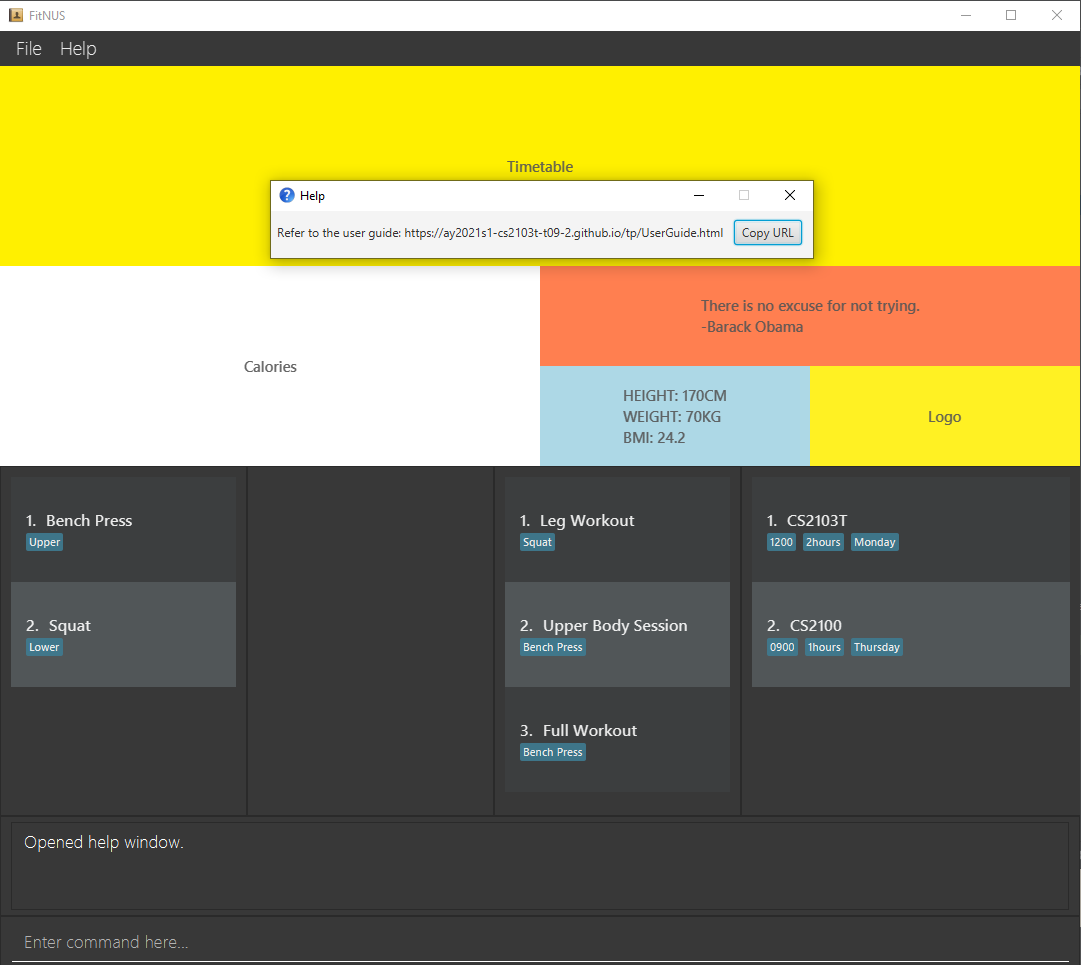 FitNUS
File Help
Timetable
Help
Refer to the user guide: https://ay2021s1-cs2103t-t09-2.github.io/tp/UserGuide.html
Copy URL
Calories
There is no excuse for not trying.
-Barack Obama
HEIGHT: 170CM
WEIGHT: 70KG
BMI: 24.2
Logo
1. Bench Press
Upper
2. Squat
Lower
1. Leg Workout
Squat
2. Upper Body Session
Bench Press
3. Full Workout
Bench Press
1. CS2103T
1200 2hours Monday
2. CS2100
0900 1hours Thursday
Opened help window.
Enter command here...